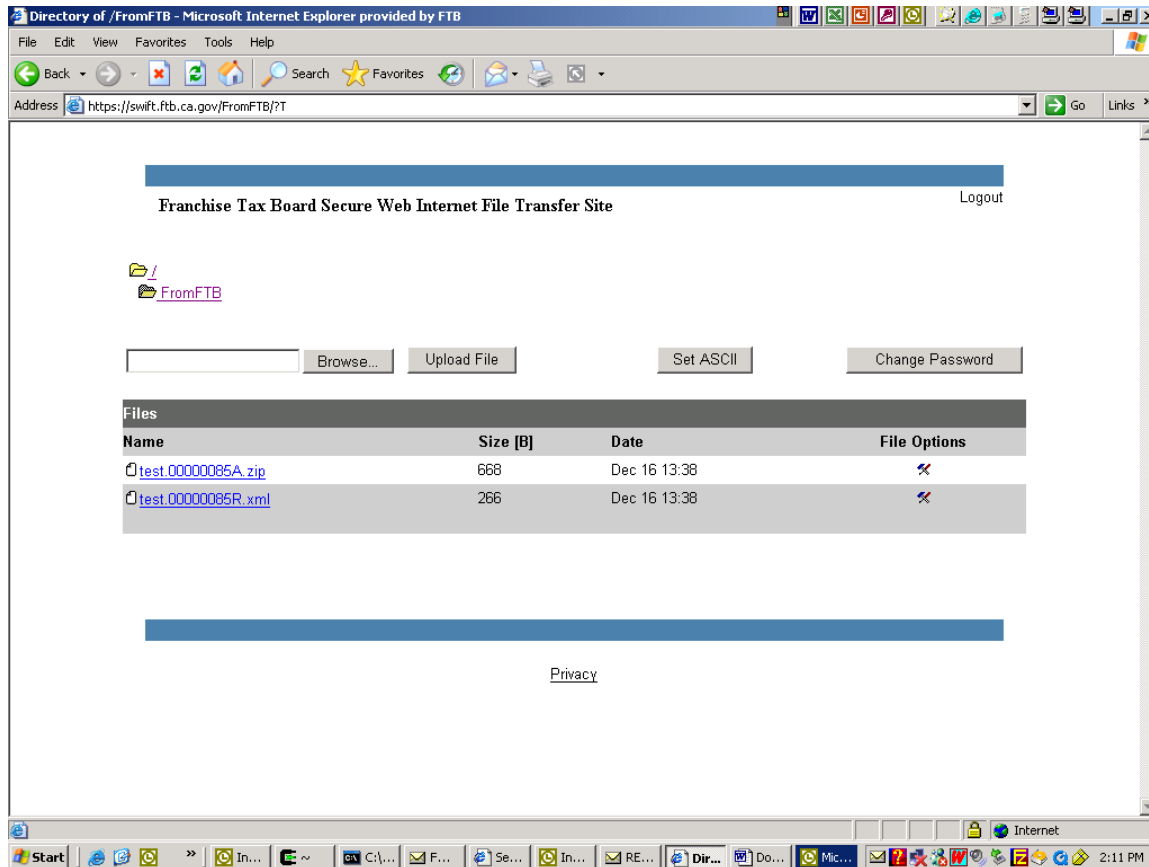 Directory of /FromFTB - Microsoft Internet Explorer provided by FTB
File Edit View Favorites Tools Help
Back Search Favorites
Address https://swift.ftb.ca.gov/FromFTB/?T Go Links »
Logout
Franchise Tax Board Secure Web Internet File Transfer Site
/
FromFTB
Browse... Upload File Set ASCII Change Password
Files
Name Size [B] Date File Options
test.00000085A.zip 668 Dec 16 13:38
test.00000085R.xml 266 Dec 16 13:38
Privacy
Internet
Start » In... ~ C:\... F... Se... In... RE... Dir... Do... Mic... 2:11 PM